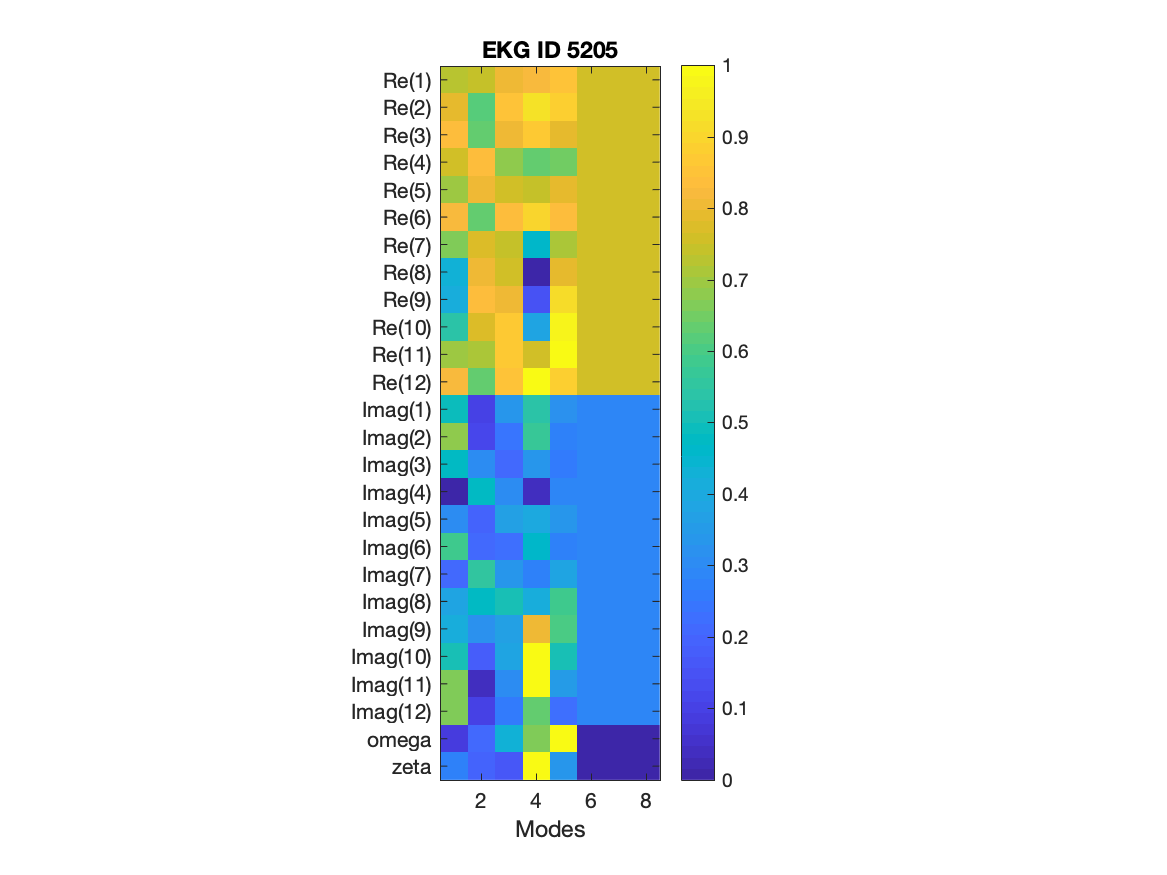 EKG ID 5205
Re(1)
Re(2)
Re(3)
Re(4)
Re(5)
Re(6)
Re(7)
Re(8)
Re(9)
Re(10)
Re(11)
Re(12)
Imag(1)
Imag(2)
Imag(3)
Imag(4)
Imag(5)
Imag(6)
Imag(7)
Imag(8)
Imag(9)
Imag(10)
Imag(11)
Imag(12)
omega
zeta
2 4 6 8
Modes
1
0.9
0.8
0.7
0.6
0.5
0.4
0.3
0.2
0.1
0